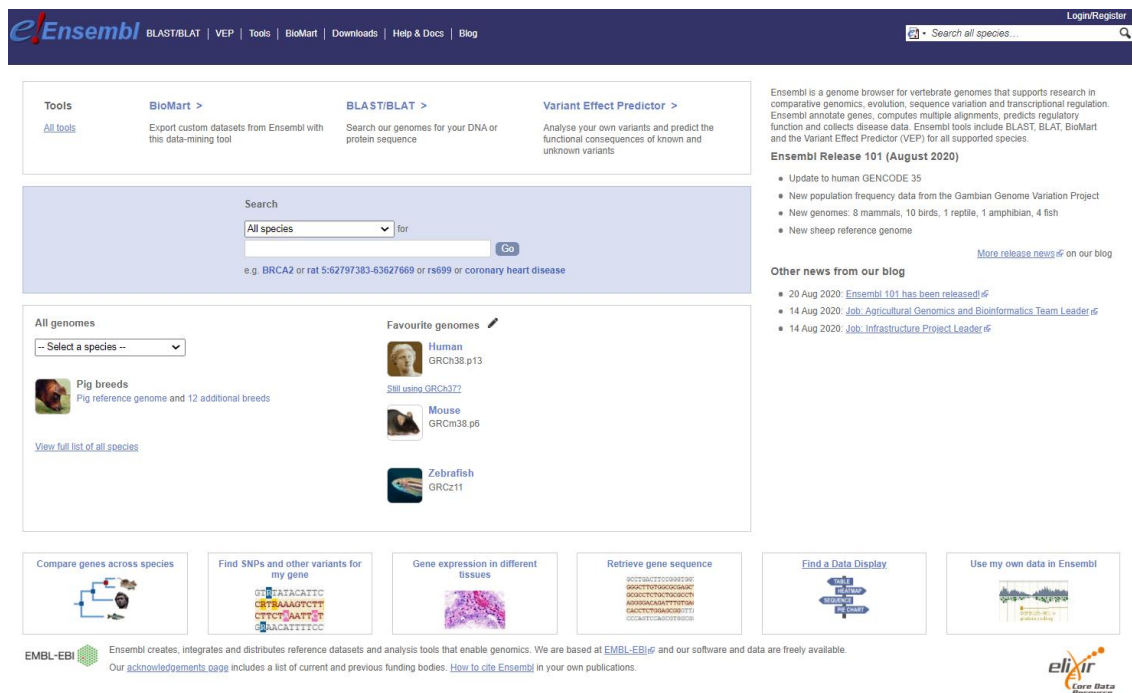 Login/Register
e!Ensembl BLAST/BLAT | VEP | Tools | BioMart | Downloads | Help & Docs | Blog
Search all species...
Tools
All tools
BioMart >
Export custom datasets from Ensembl with
this data-mining tool
BLAST/BLAT >
Search our genomes for your DNA or
protein sequence
Variant Effect Predictor >
Analyse your own variants and predict the
functional consequences of known and
unknown variants
Search
All species for
Go
e.g. BRCA2 or rat 5:62797383-63627669 or rs699 or coronary heart disease
All genomes
-- Select a species --
Pig breeds
Pig reference genome and 12 additional breeds
View full list of all species
Favourite genomes
Human
GRCh38.p13
Still using GRCh37?
Mouse
GRCm38.p6
Zebrafish
GRCz11
Ensembl is a genome browser for vertebrate genomes that supports research in
comparative genomics, evolution, sequence variation and transcriptional regulation.
Ensembl annotate genes, computes multiple alignments, predicts regulatory
function and collects disease data. Ensembl tools include BLAST, BLAT, BioMart
and the Variant Effect Predictor (VEP) for all supported species.
Ensembl Release 101 (August 2020)
Update to human GENCODE 35
New population frequency data from the Gambian Genome Variation Project
New genomes: 8 mammals, 10 birds, 1 reptile, 1 amphibian, 4 fish
New sheep reference genome
More release news on our blog
Other news from our blog
20 Aug 2020: Ensembl 101 has been released!
14 Aug 2020: Job: Agricultural Genomics and Bioinformatics Team Leader
14 Aug 2020: Job: Infrastructure Project Leader
Compare genes across species
Find SNPs and other variants for
my gene
GTRTATACATTC
CRTRAAAGTCTT
Gene expression in different
tissues
Retrieve gene sequence
GCCTGACTTCCGGGTGG
GGGCTTGTGGCGCGAGC
GCGCCTCTGCTGCGCCT
AGGGGACAGATTTGTGA
CACCTCTGGAGCGG
CCCAGTCCAGCGTGGCG
Find a Data Display
TABLE
HEATMAP
SEQUENCE
PIE CHART
Use my own data in Ensembl
EMBL-EBI
Ensembl creates, integrates and distributes reference datasets and analysis tools that enable genomics. We are based at EMBL-EBI and our software and data are freely available.
Our acknowledgements page includes a list of current and previous funding bodies. How to cite Ensembl in your own publications.
elixir
Core Data
Resource